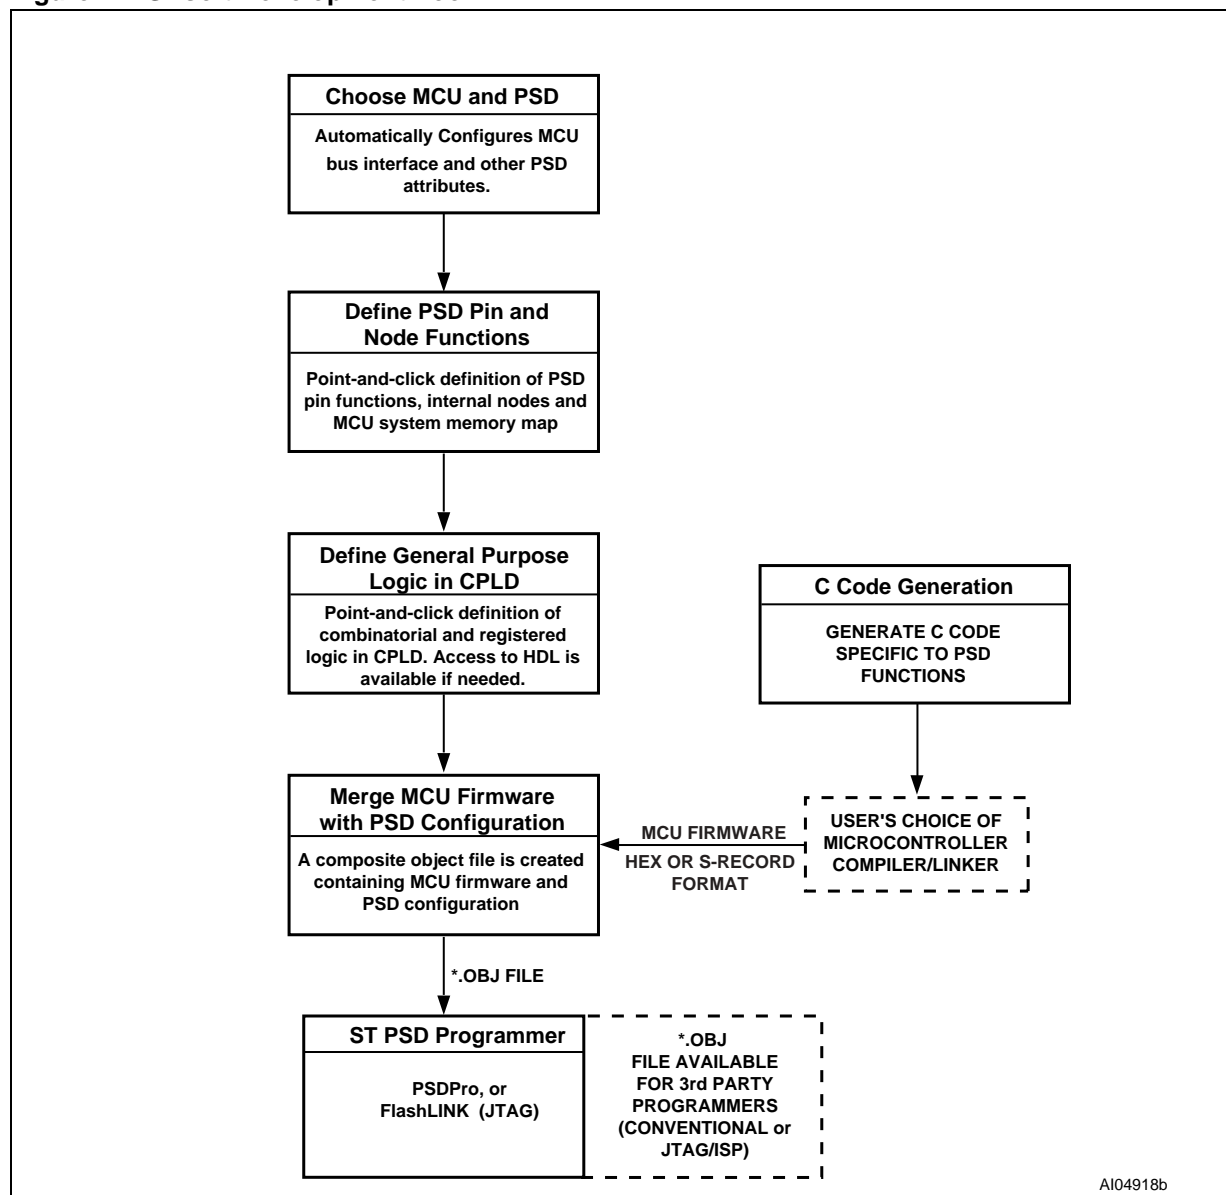 Choose MCU and PSD
Automatically Configures MCU
bus interface and other PSD
attributes.
Define PSD Pin and
Node Functions
Point-and-click definition of PSD
pin functions, internal nodes and
MCU system memory map
Define General Purpose
Logic in CPLD
Point-and-click definition of
combinatorial and registered
logic in CPLD. Access to HDL is
available if needed.
C Code Generation
GENERATE C CODE
SPECIFIC TO PSD
FUNCTIONS
Merge MCU Firmware
with PSD Configuration
A composite object file is created
containing MCU firmware and
PSD configuration
MCU FIRMWARE
HEX OR S-RECORD
FORMAT
USER'S CHOICE OF
MICROCONTROLLER
COMPILER/LINKER
*.OBJ FILE
ST PSD Programmer
PSDPro, or
FlashLINK (JTAG)
*.OBJ
FILE AVAILABLE
FOR 3rd PARTY
PROGRAMMERS
(CONVENTIONAL or
JTAG/ISP)
AI04918b